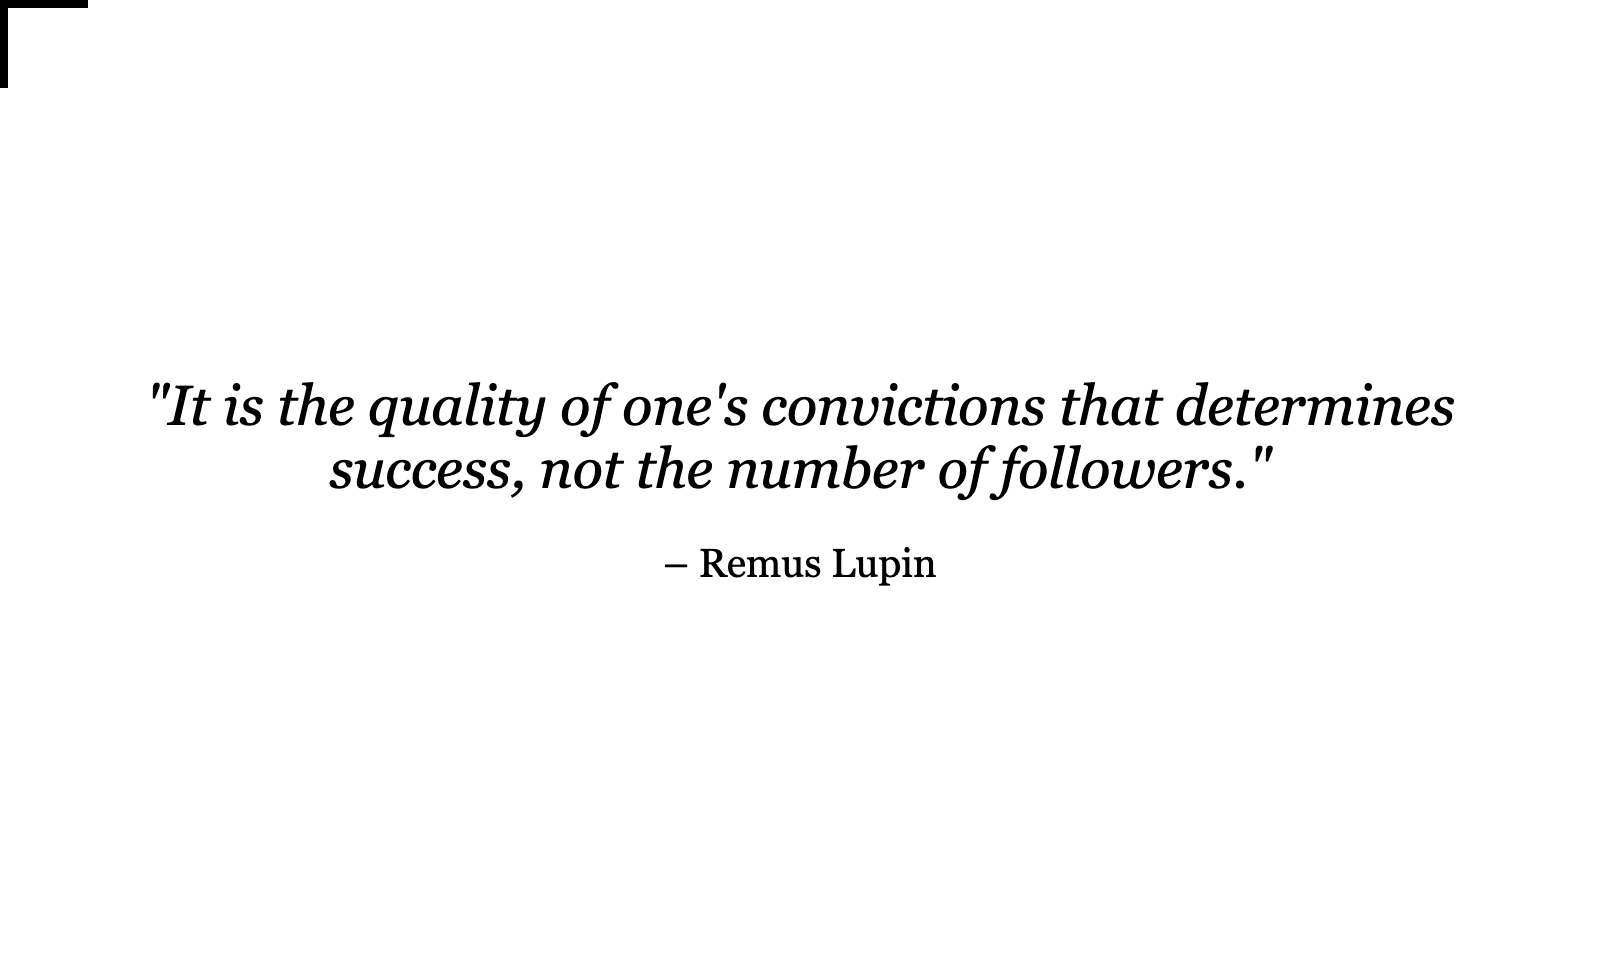 "It is the quality of one's convictions that determines
success, not the number of followers."
– Remus Lupin